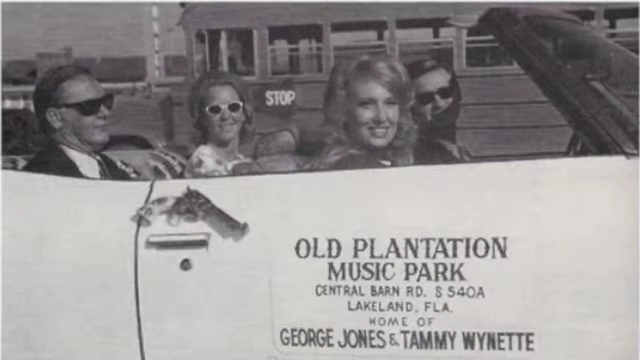 STOP
OLD PLANTATION
MUSIC PARK
CENTRAL BARN RD. S 540A
LAKELAND, FLA.
HOME OF
GEORGE JONES & TAMMY WYNETTE